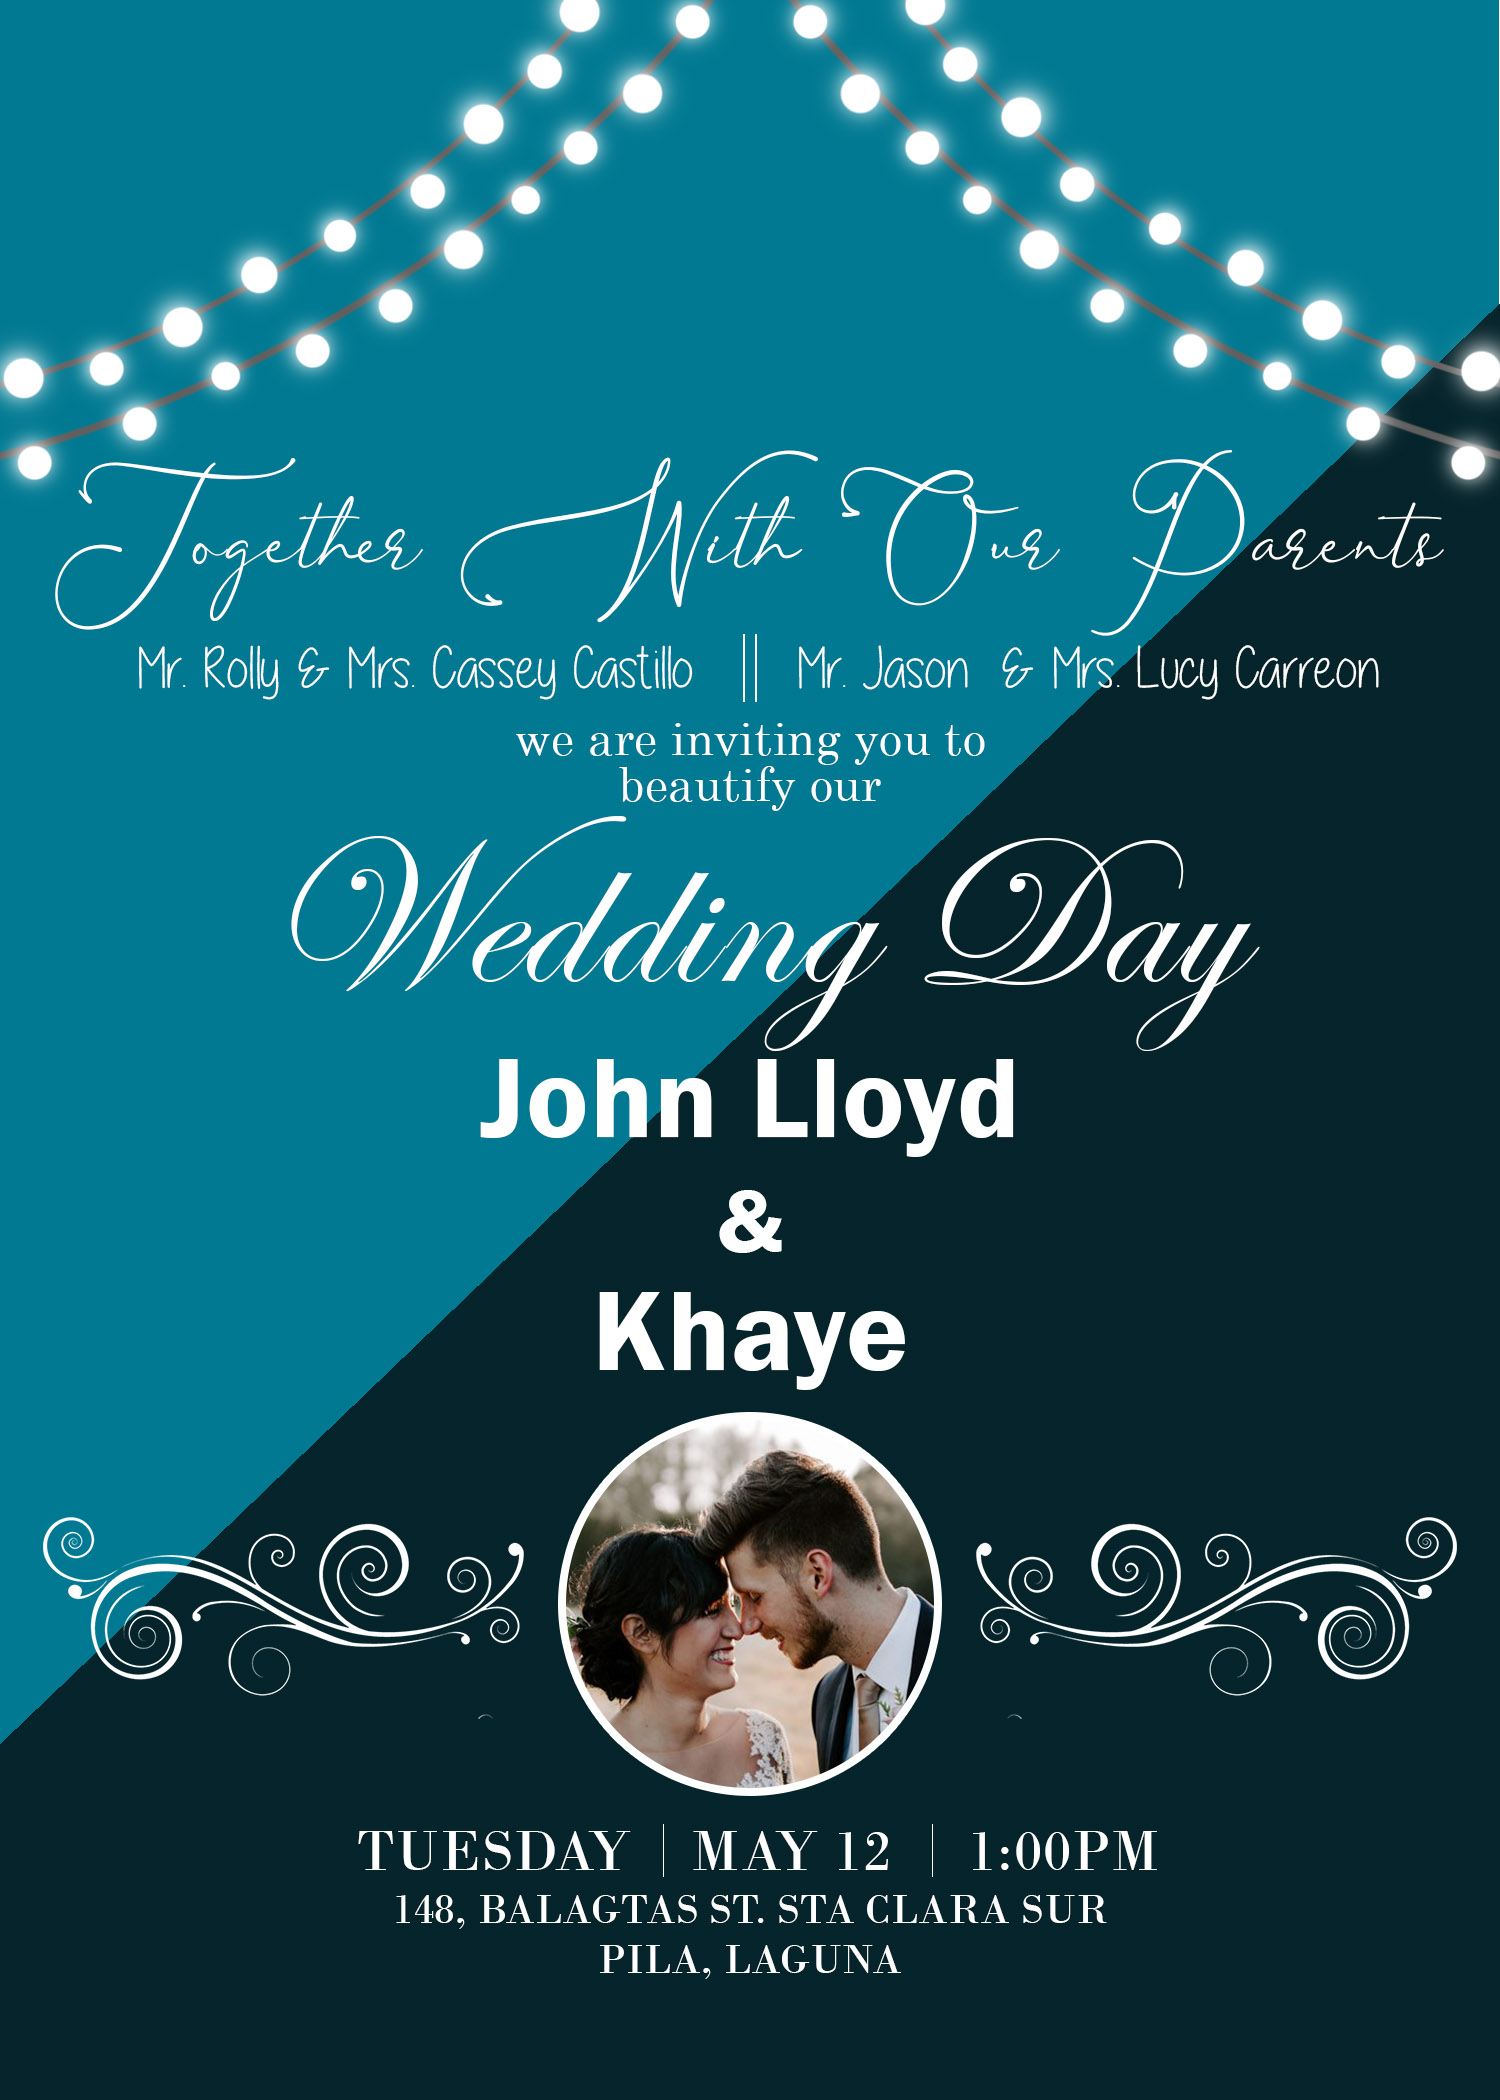 Together With Our Parents
Mr. Rolly & Mrs. Cassey Castillo || Mr. Jason & Mrs. Lucy Carreon
we are inviting you to
beautify our
Wedding Day
John Lloyd
&
Khaye
TUESDAY | MAY 12 | 1:00PM
148, BALAGTAS ST. STA CLARA SUR
PILA, LAGUNA